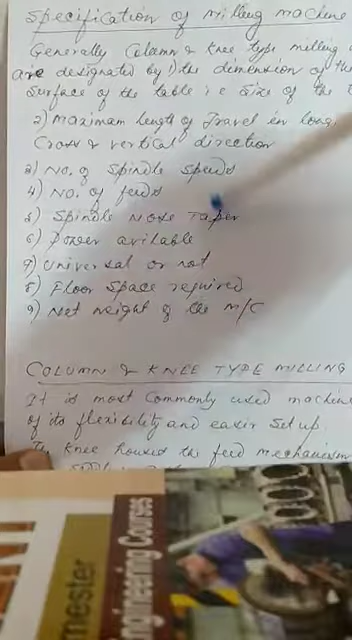 Specification of Milling Machine
Generally Column & Knee type milling
are designated by 1) the dimension of the
surface of the table i.e Size of the
2) Maximam length of Travel in long,
Cross & vertical direction
3) NO. of Spindle Speeds
4) NO. of feeds
5) Spindle Nose Taper
6) Power avilable
7) Universal or not
8) Floor Space required
9) Net weight of the M/C
COLUMN & KNEE TYPE MILLING
It is most Commonly used machine
of its flexibility and easier Set up.
The Knee houses the feed mechanism
mester
ngineering Courses